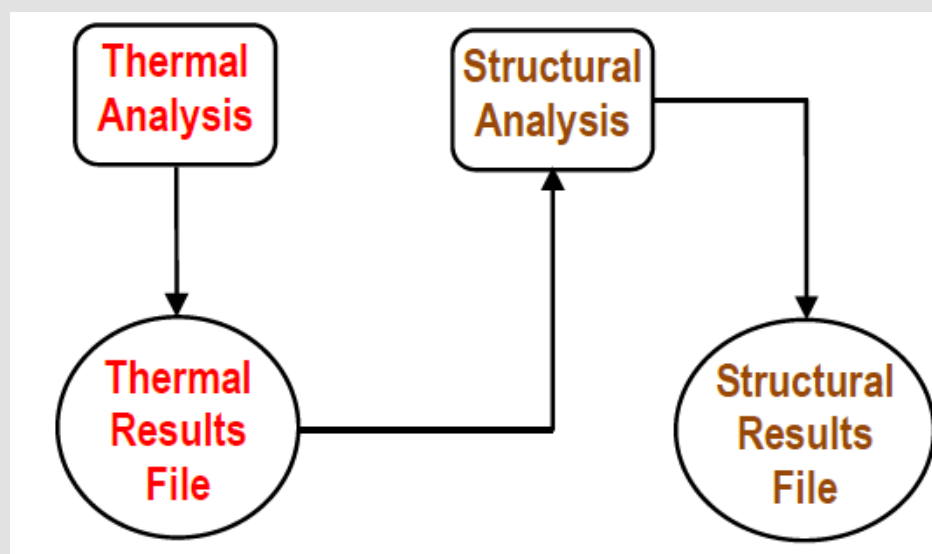 Thermal
Analysis
Structural
Analysis
Thermal
Results
File
Structural
Results
File